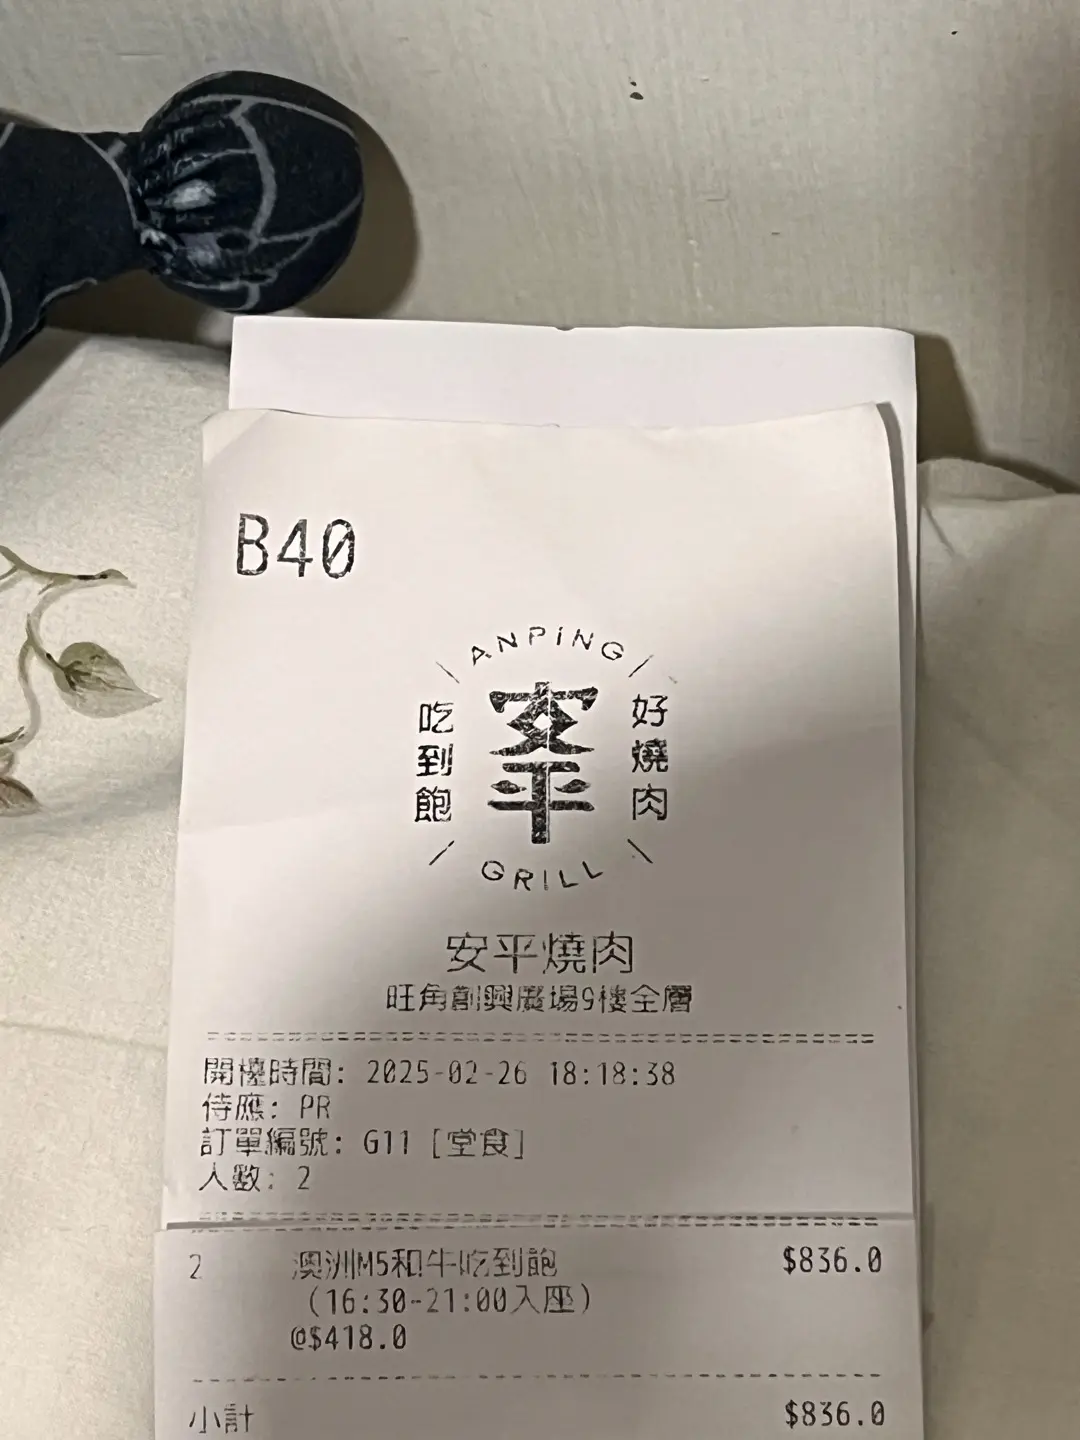 B40
ANPING
吃到飽
安平
好燒肉
GRILL
安平燒肉
旺角創興廣場9樓全層
開檯時間: 2025-02-26 18:18:38
侍應: PR
訂單編號: G11 [堂食]
人數: 2
2 澳洲M5和牛吃到飽 $836.0
(16:30-21:00入座)
@$418.0
小計 $836.0